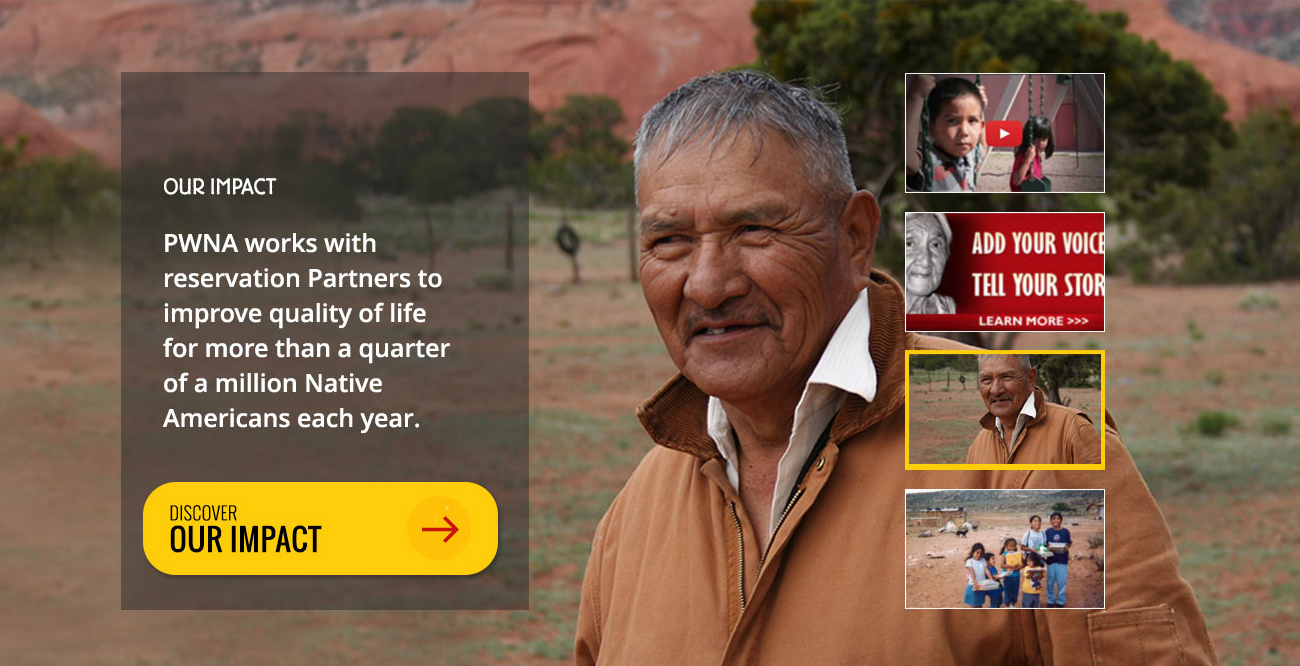 OUR IMPACT
PWNA works with
reservation Partners to
improve quality of life
for more than a quarter
of a million Native
Americans each year.
DISCOVER
OUR IMPACT
ADD YOUR VOICE
TELL YOUR STOR
LEARN MORE >>>